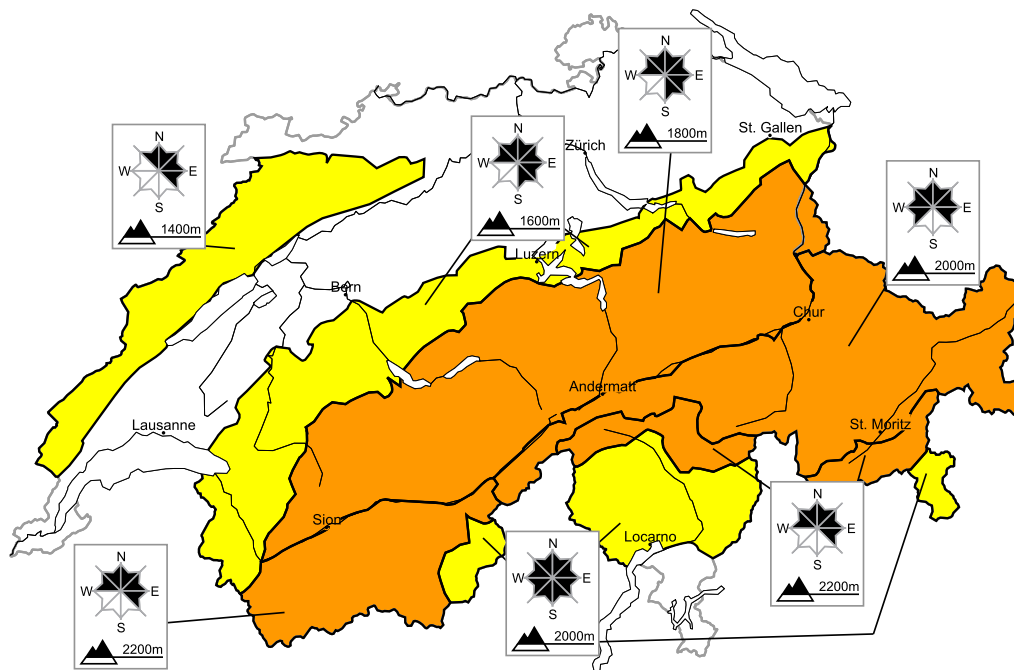 N
W E
S
1800m
N
W E
S
1400m
N
W E
S
1600m
Zürich
St. Gallen
N
W E
S
2000m
Luzern
Bern
Chur
Andermatt
Lausanne
St. Moritz
Sion
Locarno
N
W E
S
2200m
N
W E
S
2000m
N
W E
S
2200m